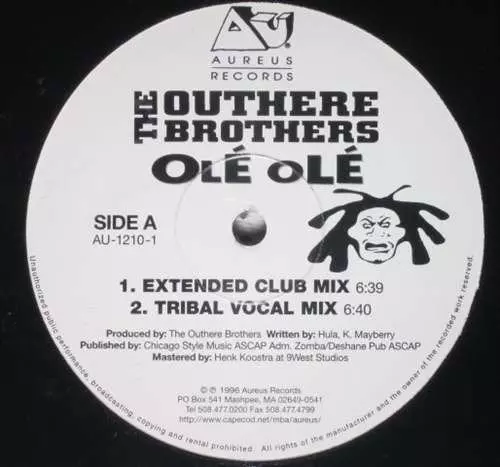 AUREUS
RECORDS
THE OUTHERE
BROTHERS
OLÉ OLÉ
SIDE A
AU-1210-1
1. EXTENDED CLUB MIX 6:39
2. TRIBAL VOCAL MIX 6:40
Produced by: The Outhere Brothers Written by: Hula, K. Mayberry
Published by: Chicago Style Music ASCAP Adm. Zomba/Deshane Pub ASCAP
Mastered by: Henk Koostra at 9West Studios
© ℗ 1996 Aureus Records
PO Box 541 Mashpee, MA 02649-0541
Tel 508.477.0200 Fax 508.477.4799
http://www.capecod.net/mba/aureus/
Unauthorized public performance, broadcasting, copying and rental prohibited. All rights of the manufacturer and the owner of the recorded work reserved.